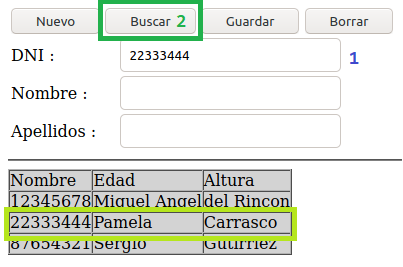 Nuevo Buscar 2 Guardar Borrar
DNI : 22333444 1
Nombre :
Apellidos :
Nombre Edad Altura
12345678 Miguel Angel del Rincon
22333444 Pamela Carrasco
87654321 Sergio Gutirriez